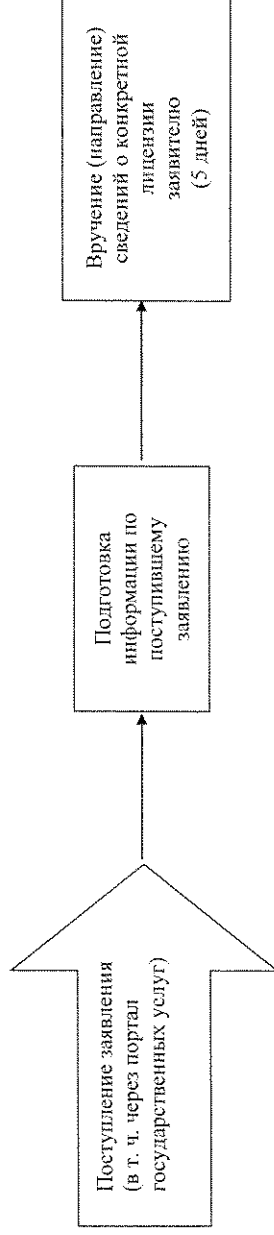 Поступление заявления
(в т. ч. через портал
государственных услуг)
Подготовка
информации по
поступившему
заявлению
Вручение (направление)
сведений о конкретной
лицензии
заявителю
(5 дней)